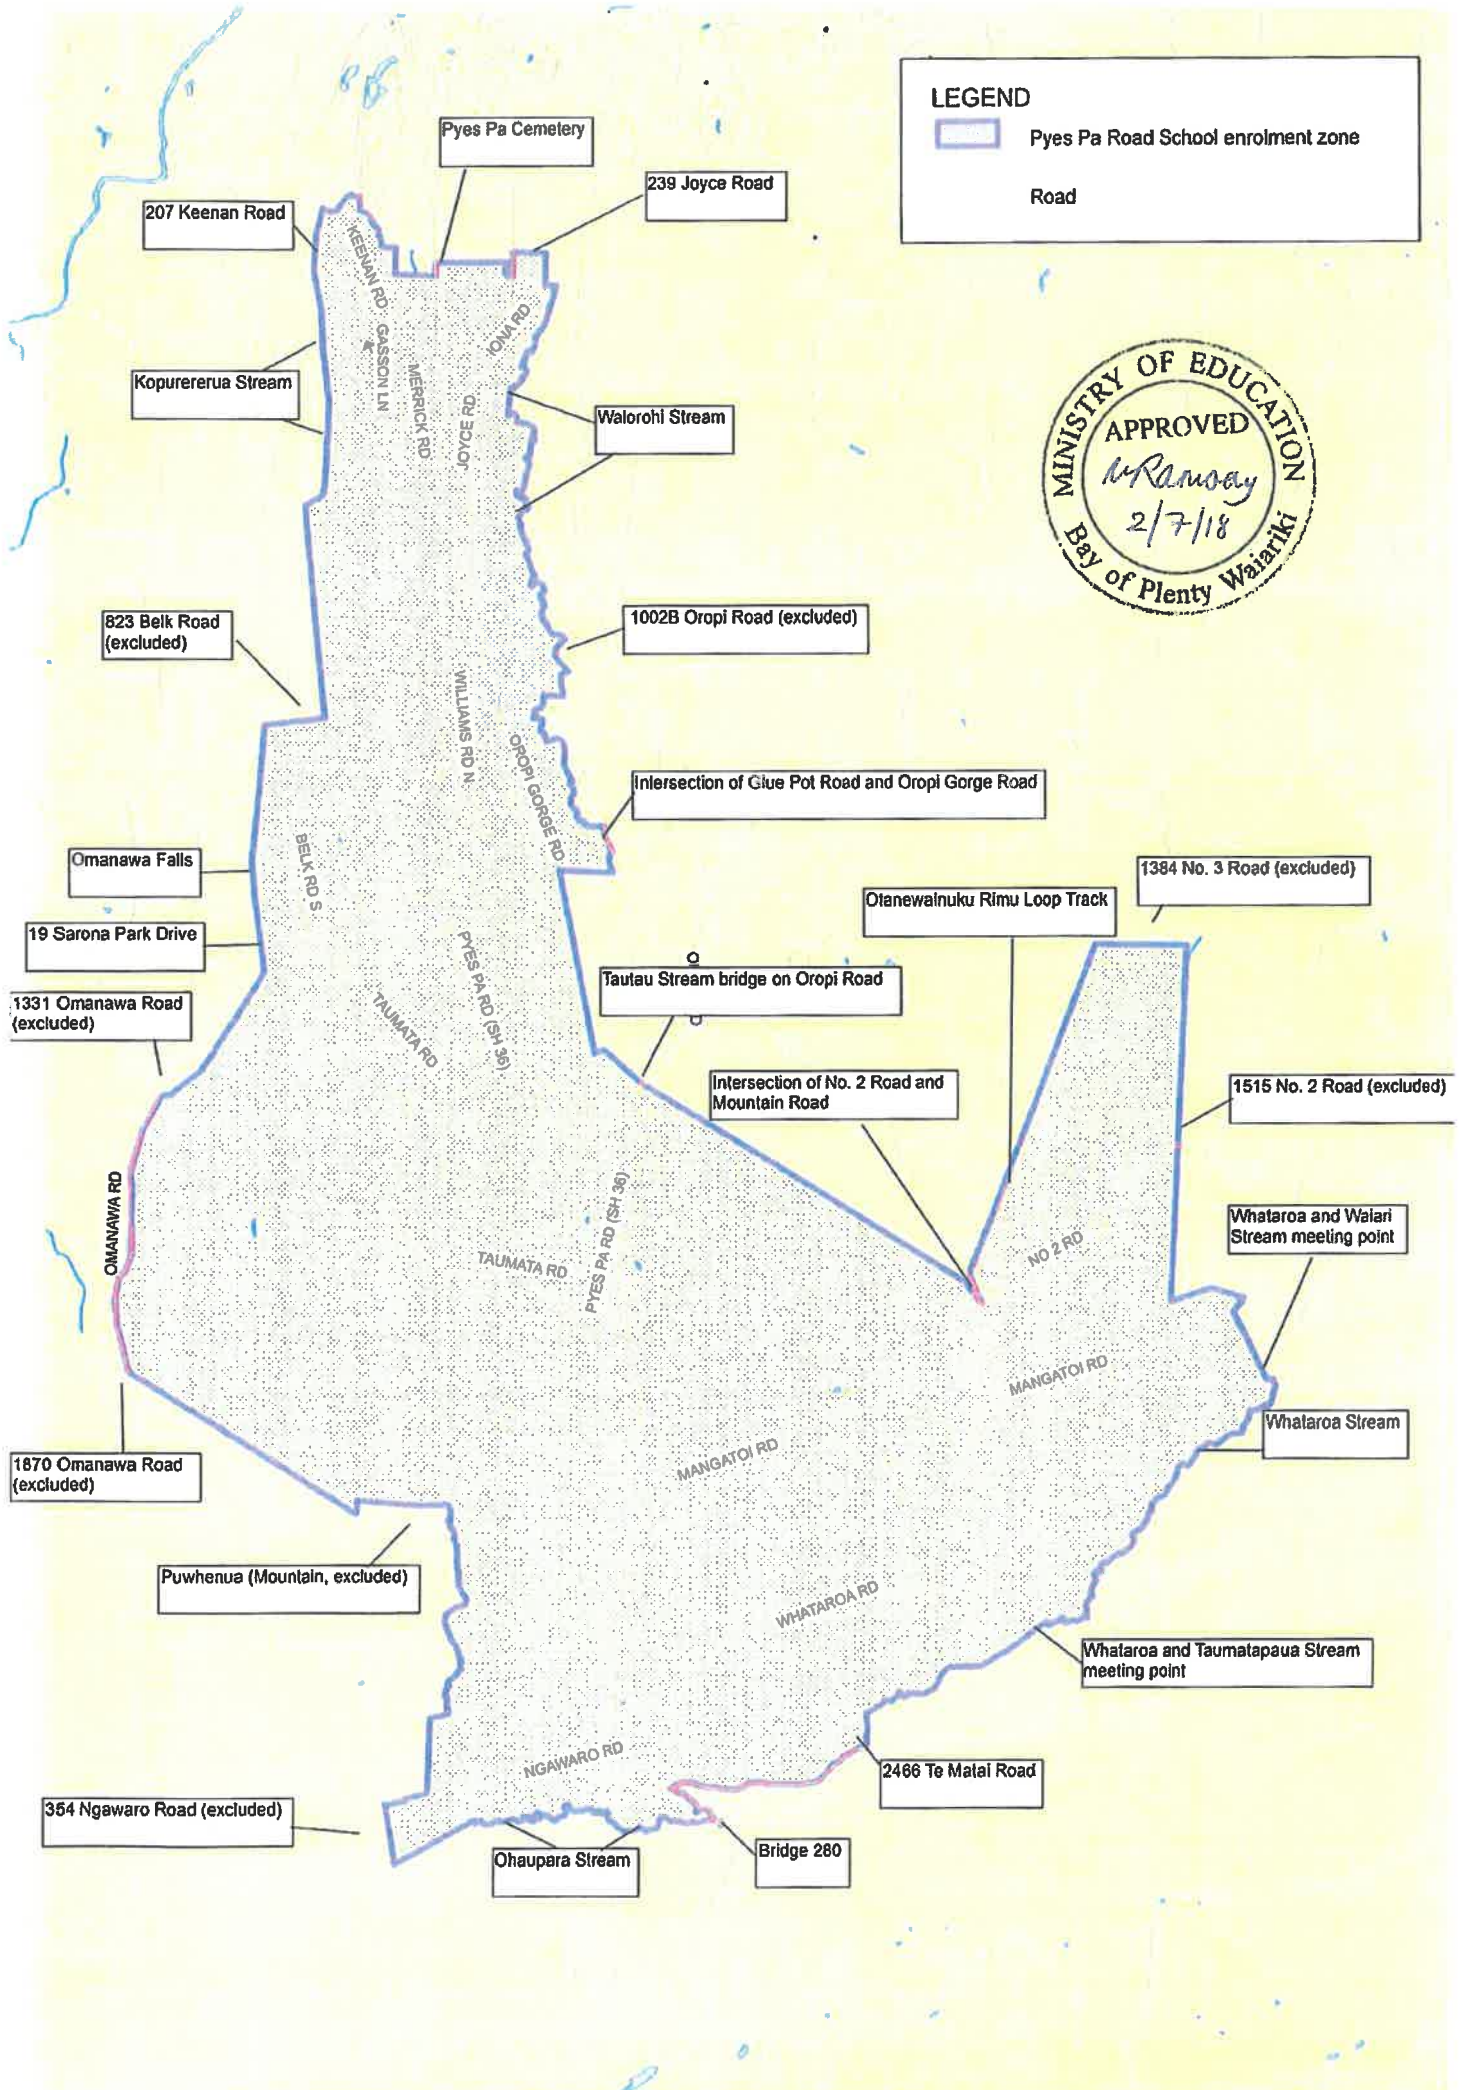 LEGEND
Pyes Pa Road School enrolment zone
Road
Pyes Pa Cemetery
239 Joyce Road
207 Keenan Road
KEENAN RD
GASSON LN
MERRICK RD
JOYCE RD
IONA RD
Kopurererua Stream
Waiorohi Stream
MINISTRY OF EDUCATION
APPROVED
2/7/18
Bay of Plenty Waiariki
823 Belk Road
(excluded)
1002B Oropi Road (excluded)
WILLIAMS RD N
OROPI GORGE RD
Intersection of Glue Pot Road and Oropi Gorge Road
BELK RD S
Omanawa Falls
1384 No. 3 Road (excluded)
Otanewainuku Rimu Loop Track
19 Sarona Park Drive
PYES PA RD (SH 36)
Tautau Stream bridge on Oropi Road
1331 Omanawa Road
(excluded)
TAUMATA RD
Intersection of No. 2 Road and
Mountain Road
1515 No. 2 Road (excluded)
OMANAWA RD
PYES PA RD (SH 36)
TAUMATA RD
NO 2 RD
Whataroa and Waiari
Stream meeting point
MANGATOI RD
Whataroa Stream
MANGATOI RD
1870 Omanawa Road
(excluded)
Puwhenua (Mountain, excluded)
WHATAROA RD
Whataroa and Taumatapaua Stream
meeting point
NGAWARO RD
2466 Te Matai Road
354 Ngawaro Road (excluded)
Ohaupara Stream
Bridge 280